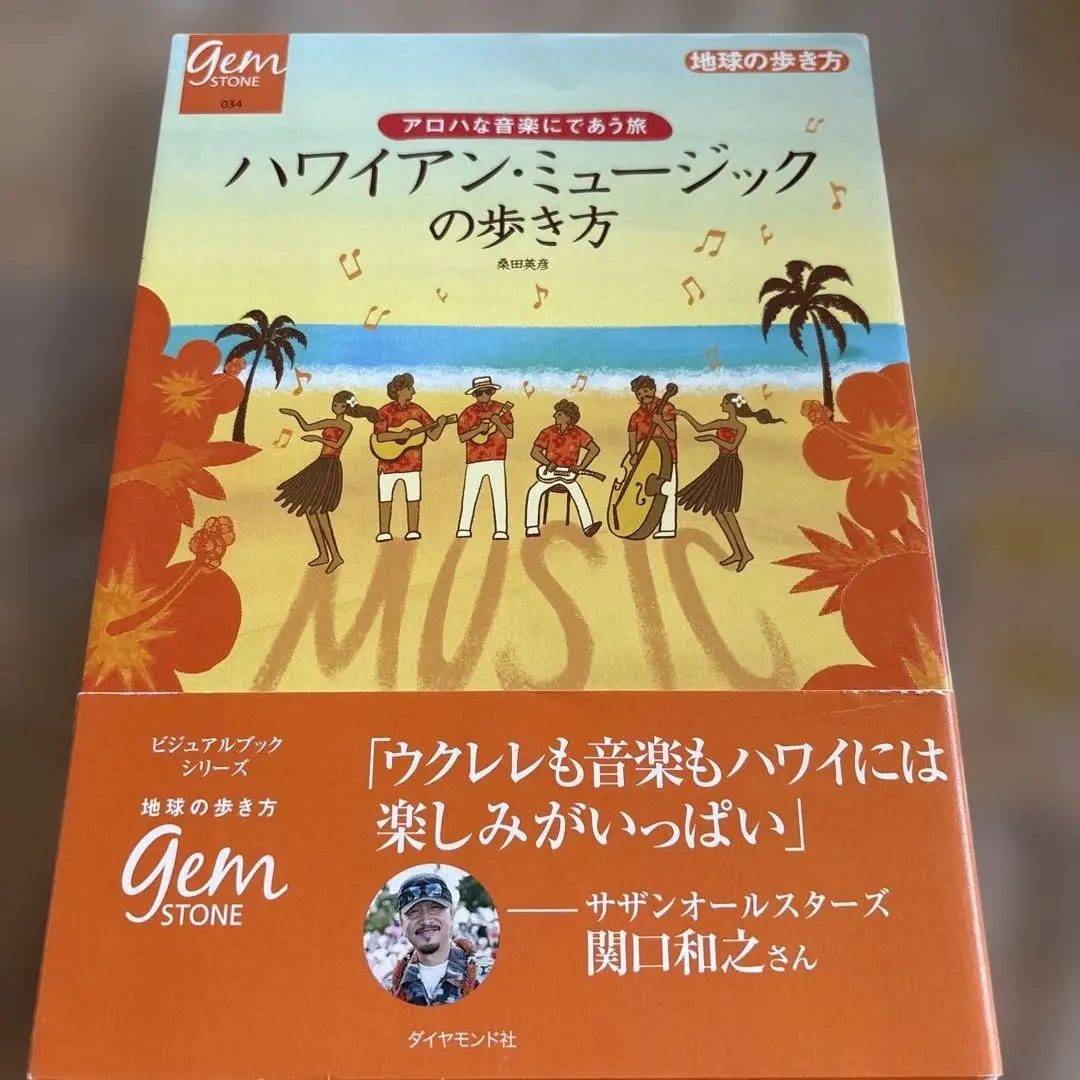 gem
STONE
034
地球の歩き方
アロハな音楽にであう旅
ハワイアン・ミュージック
の歩き方
桑田英彦
MUSIC
ビジュアルブック
シリーズ
地球の歩き方
gem
STONE
「ウクレレも音楽もハワイには
楽しみがいっぱい」
サザンオールスターズ
関口和之さん
ダイヤモンド社